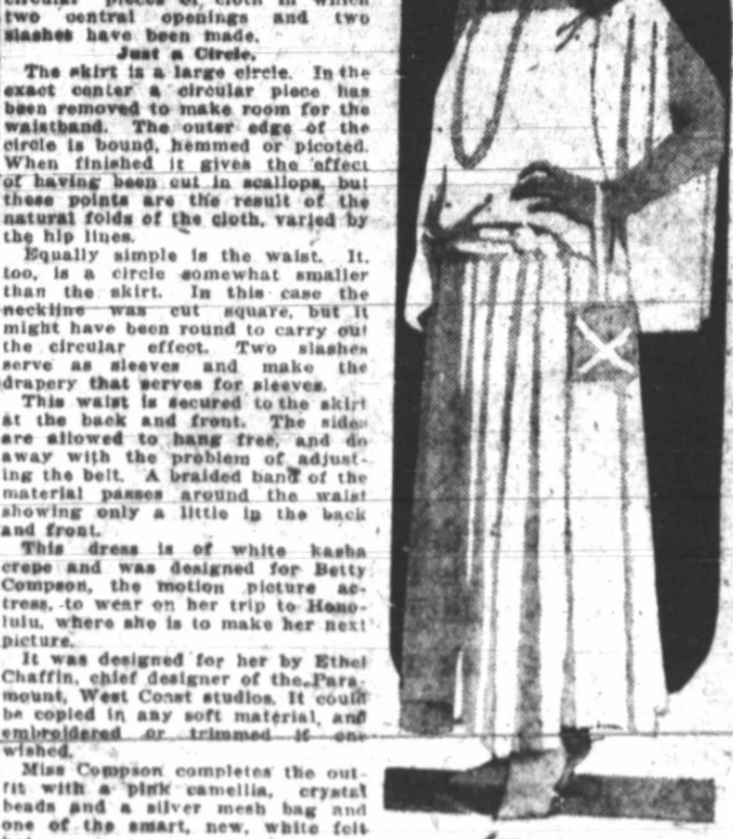 circular pieces of cloth in which
two central openings and two
slashes have been made.
Just a Circle.
The skirt is a large circle. In the
exact center a circular piece has
been removed to make room for the
waistband. The outer edge of the
circle is bound, hemmed or picoted.
When finished it gives the effect
of having been cut in scallops, but
these points are the result of the
natural folds of the cloth, varied by
the hip lines.
Equally simple is the waist. It,
too, is a circle somewhat smaller
than the skirt. In this case the
neckline was cut square, but it
might have been round to carry out
the circular effect. Two slashes
serve as sleeves and make the
drapery that serves for sleeves.
This waist is secured to the skirt
at the back and front. The sides
are allowed to hang free, and do
away with the problem of adjust-
ing the belt. A braided band of the
material passes around the waist
showing only a little in the back
and front.
This dress is of white kasha
crepe and was designed for Betty
Compson, the motion picture ac-
tress, to wear on her trip to Hono-
lulu, where she is to make her next
picture.
It was designed for her by Ethel
Chaffin, chief designer of the Para-
mount, West Coast studios. It could
be copied in any soft material, and
embroidered or trimmed if one
wished.
Miss Compson completes the out-
fit with a pink camellia, crystal
beads and a silver mesh bag and
one of the smart, new, white felt